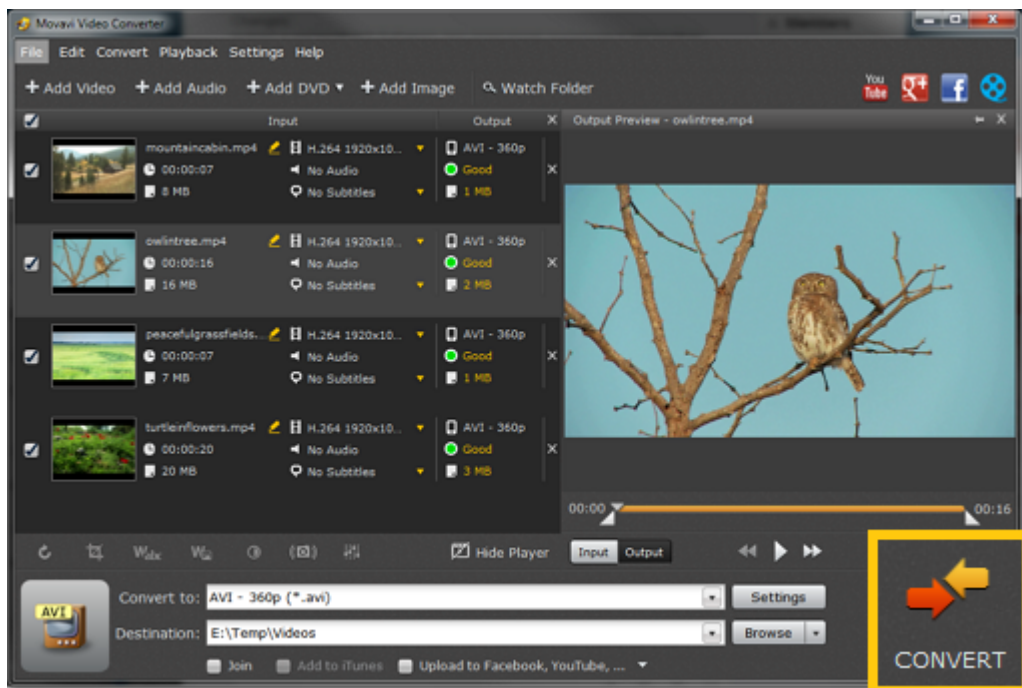 Movavi Video Converter
File Edit Convert Playback Settings Help
+ Add Video + Add Audio + Add DVD + Add Image Watch Folder
You Tube
g+ f
Input Output X Output Preview - owlintree.mp4 X
mountaincabin.mp4 H.264 1920x10... AVI - 360p
00:00:07 No Audio Good X
8 MB No Subtitles 1 MB
owlintree.mp4 H.264 1920x10... AVI - 360p
00:00:16 No Audio Good X
16 MB No Subtitles 2 MB
peacefulgrassfields... H.264 1920x10... AVI - 360p
00:00:07 No Audio Good X
7 MB No Subtitles 1 MB
turtleinflowers.mp4 H.264 1920x10... AVI - 360p
00:00:20 No Audio Good X
20 MB No Subtitles 3 MB
00:00 00:16
Hide Player Input Output
AVI
Convert to: AVI - 360p (*.avi) Settings
Destination: E:\Temp\Videos Browse
Join Add to iTunes Upload to Facebook, YouTube, ...
CONVERT